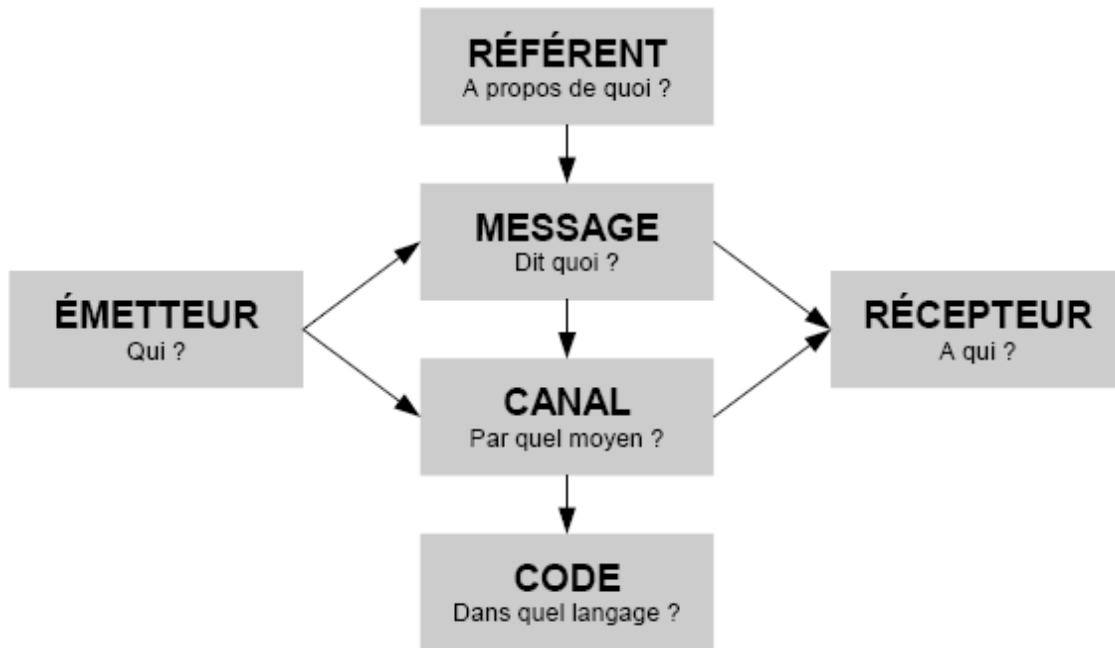 RÉFÉRENT
A propos de quoi ?
MESSAGE
Dit quoi ?
ÉMETTEUR
Qui ?
RÉCEPTEUR
A qui ?
CANAL
Par quel moyen ?
CODE
Dans quel langage ?